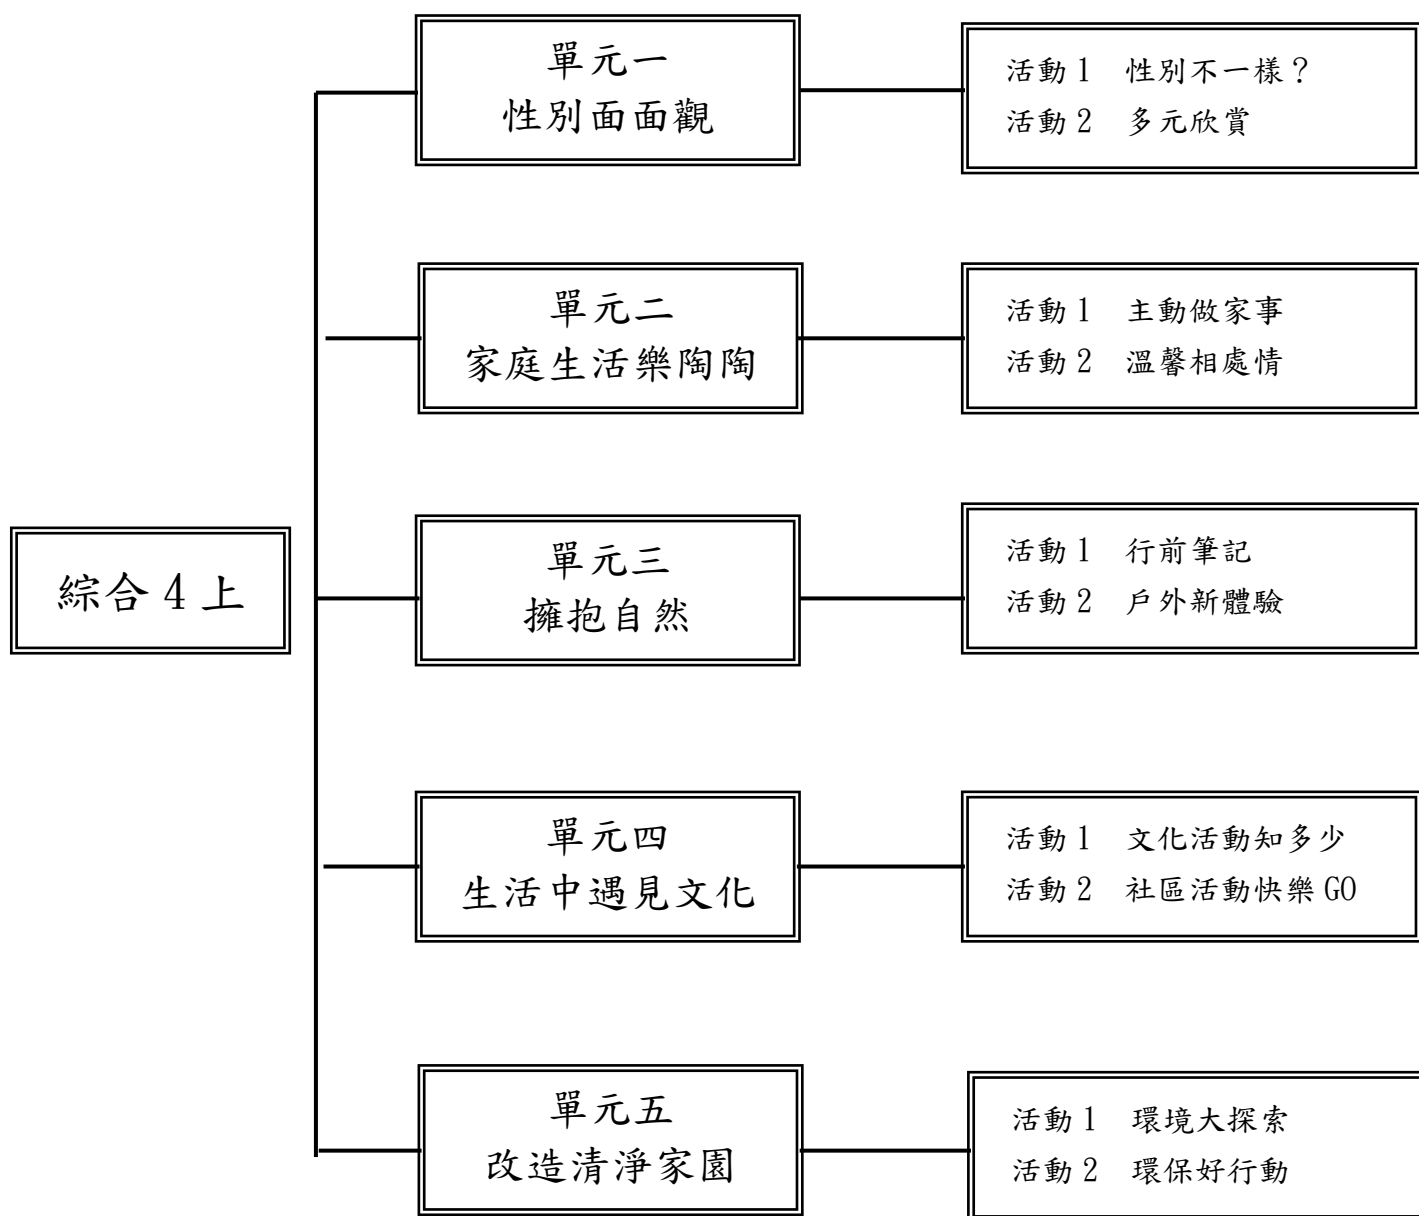 單元一
性別面面觀
活動 1　性別不一樣？
活動 2　多元欣賞
單元二
家庭生活樂陶陶
活動 1　主動做家事
活動 2　溫馨相處情
綜合 4 上
單元三
擁抱自然
活動 1　行前筆記
活動 2　戶外新體驗
單元四
生活中遇見文化
活動 1　文化活動知多少
活動 2　社區活動快樂 GO
單元五
改造清淨家園
活動 1　環境大探索
活動 2　環保好行動